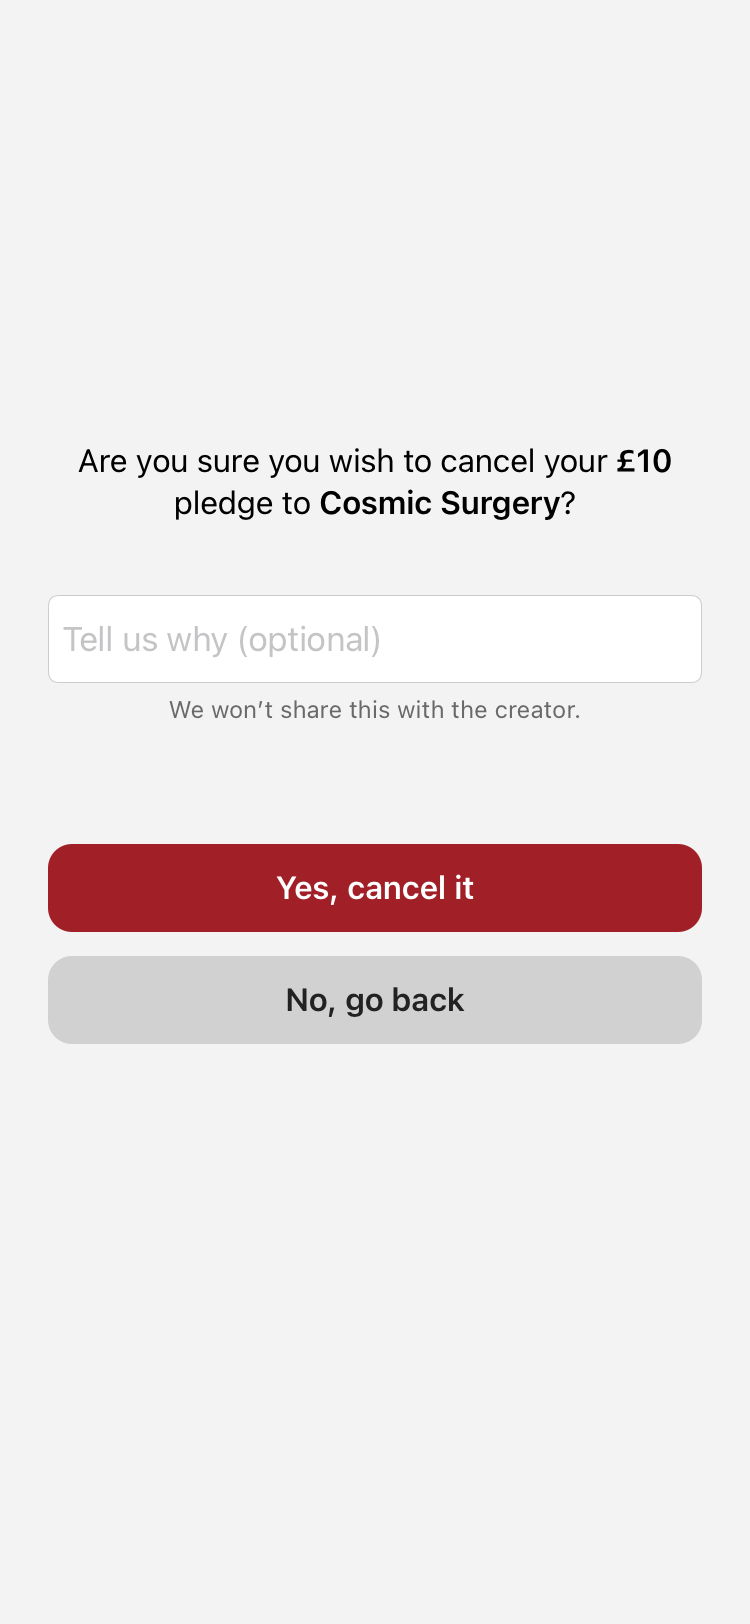 Are you sure you wish to cancel your £10
pledge to Cosmic Surgery?
Tell us why (optional)
We won’t share this with the creator.
Yes, cancel it
No, go back